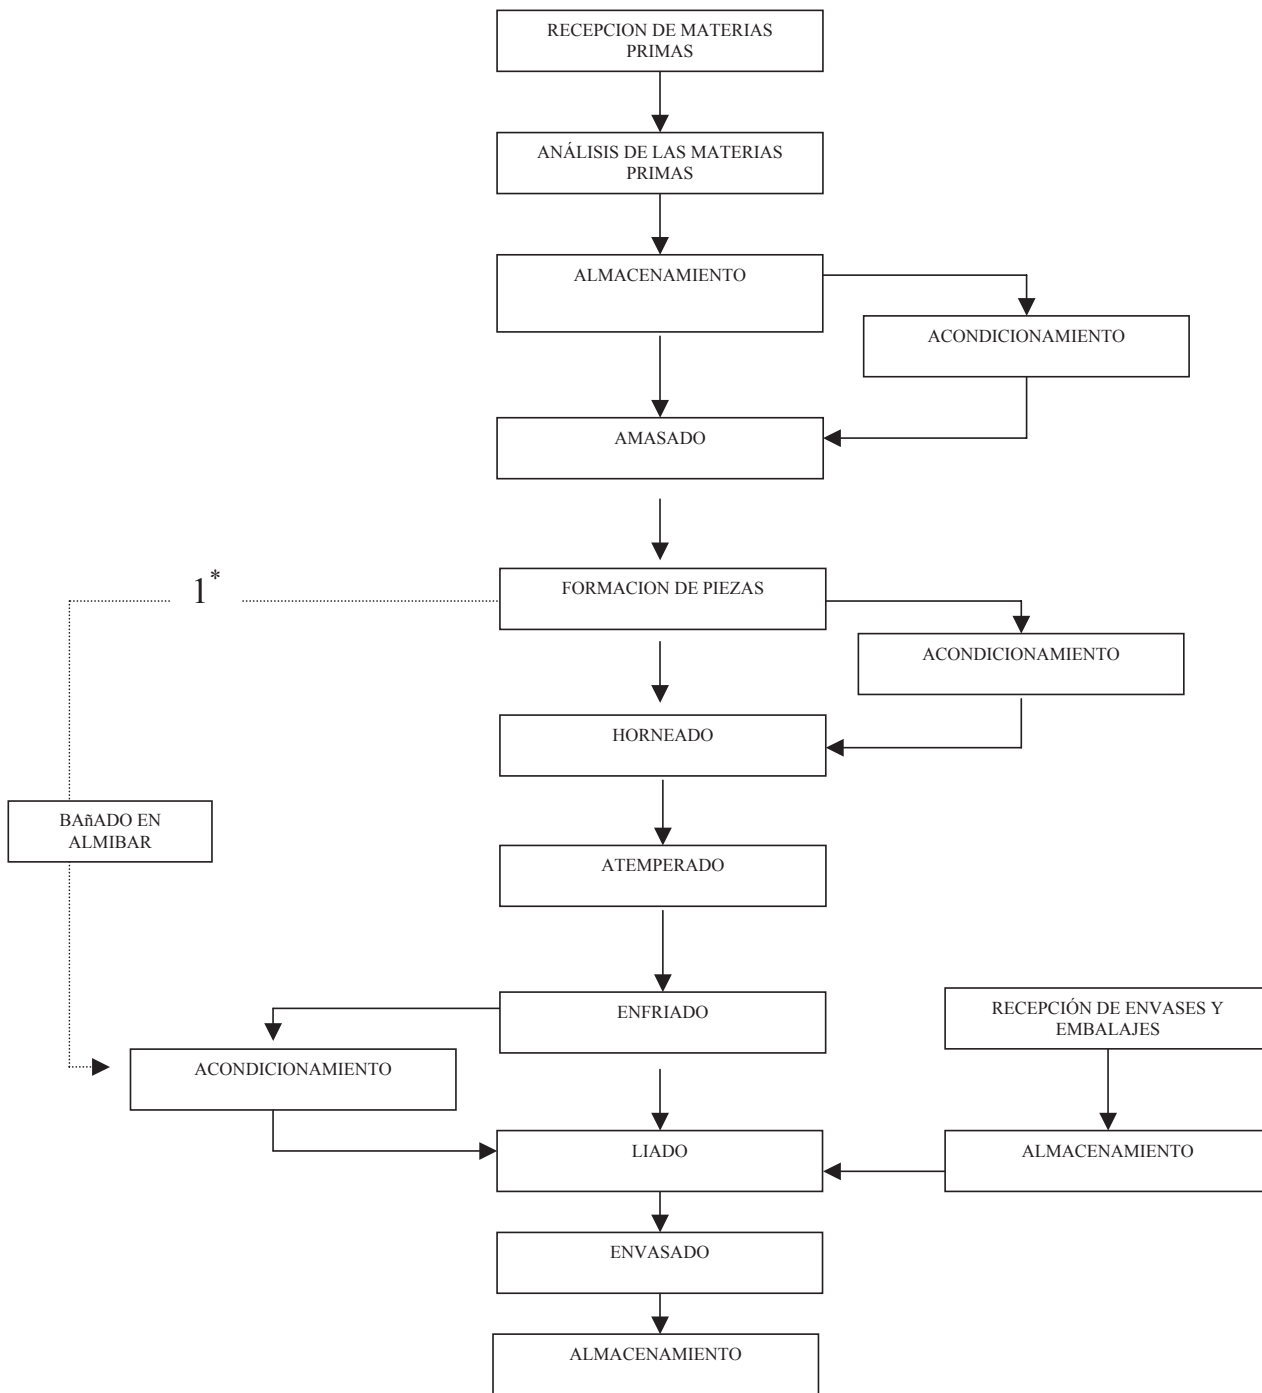 RECEPCION DE MATERIAS
PRIMAS
ANÁLISIS DE LAS MATERIAS
PRIMAS
ALMACENAMIENTO
ACONDICIONAMIENTO
AMASADO
1*
FORMACION DE PIEZAS
ACONDICIONAMIENTO
HORNEADO
BAñADO EN
ALMIBAR
ATEMPERADO
ENFRIADO
RECEPCIÓN DE ENVASES Y
EMBALAJES
ACONDICIONAMIENTO
LIADO
ALMACENAMIENTO
ENVASADO
ALMACENAMIENTO